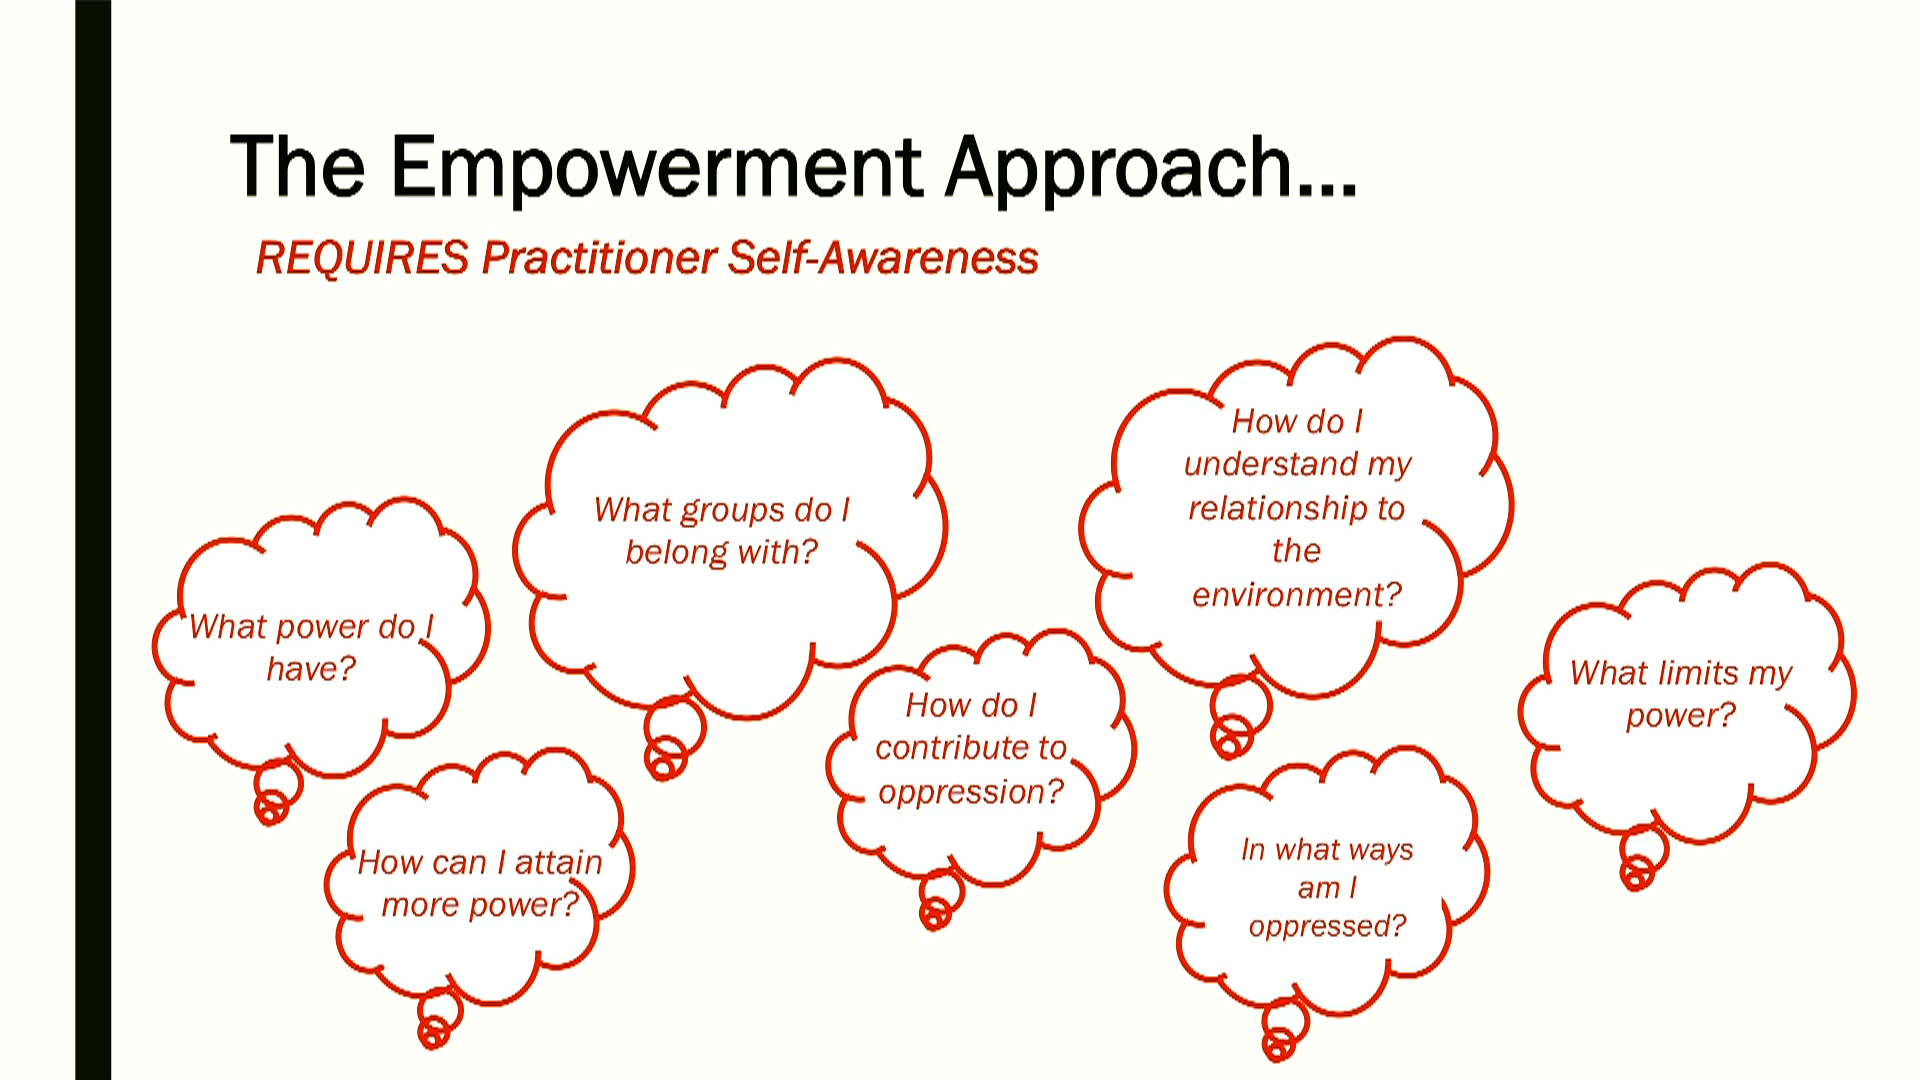 The Empowerment Approach...
REQUIRES Practitioner Self-Awareness
What power do I
have?
What groups do I
belong with?
How do I
understand my
relationship to
the
environment?
What limits my
power?
How can I attain
more power?
How do I
contribute to
oppression?
In what ways
am I
oppressed?